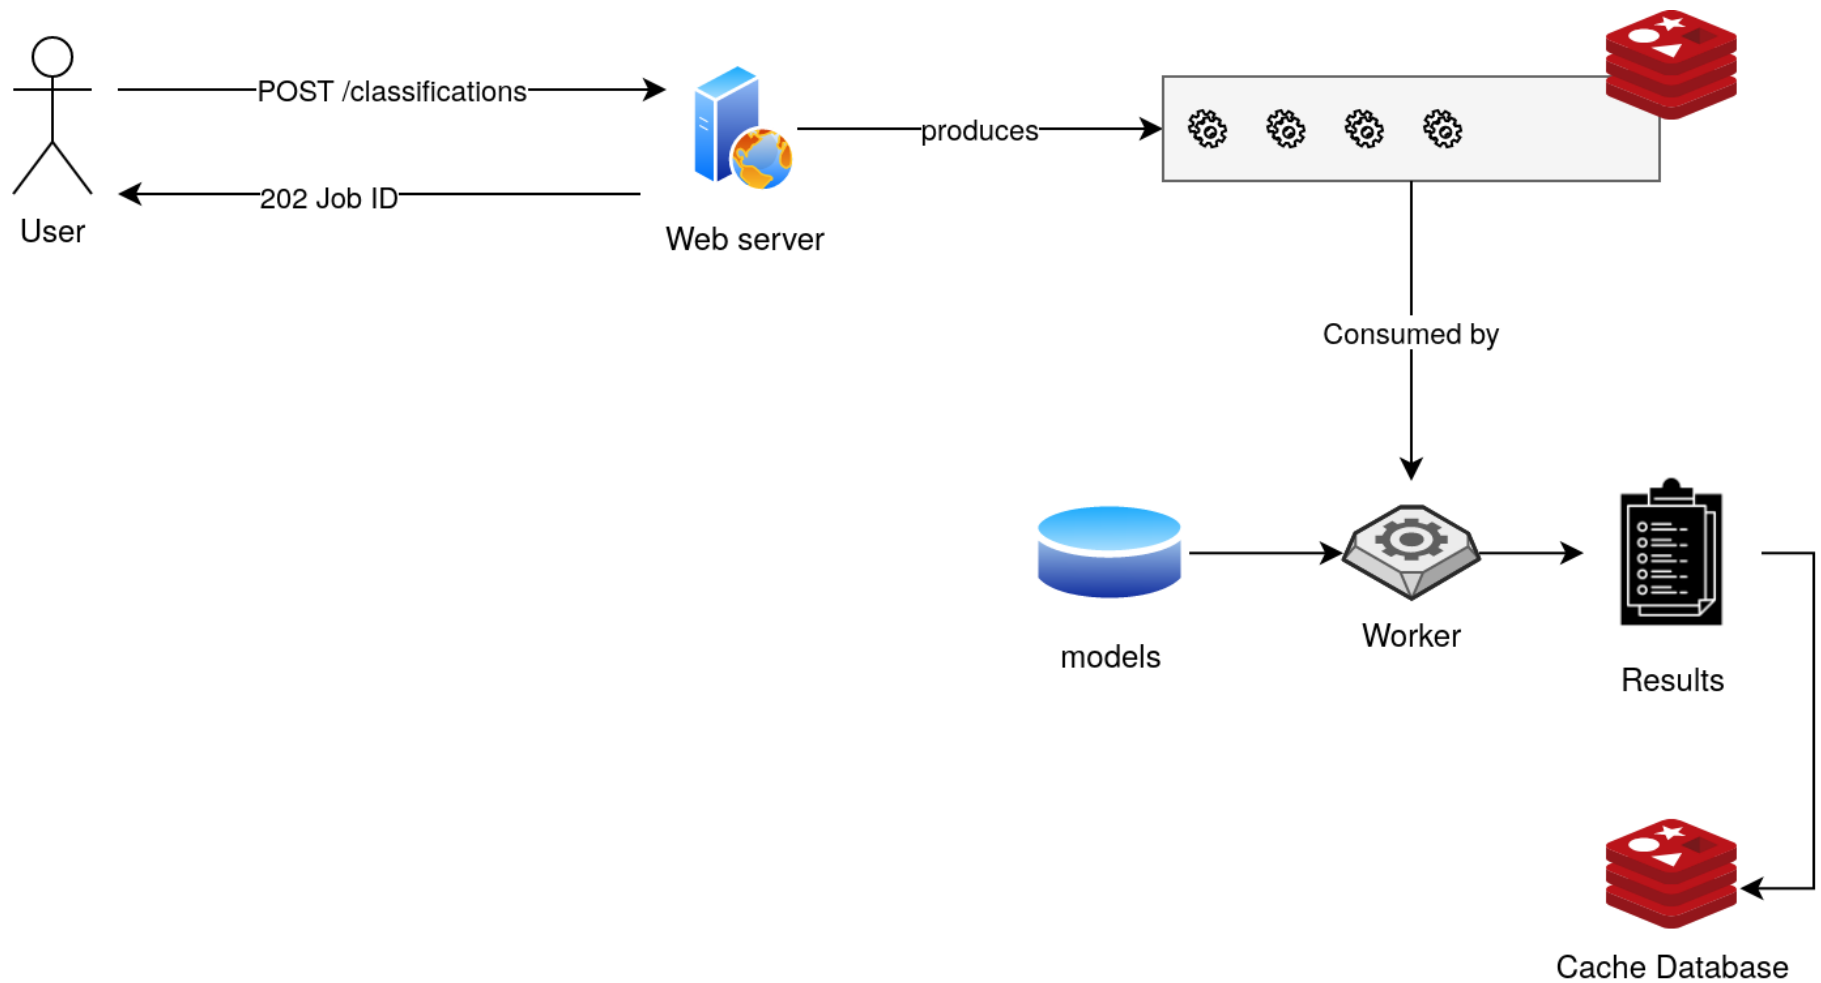 POST /classifications
produces
202 Job ID
User
Web server
Consumed by
models
Worker
Results
Cache Database